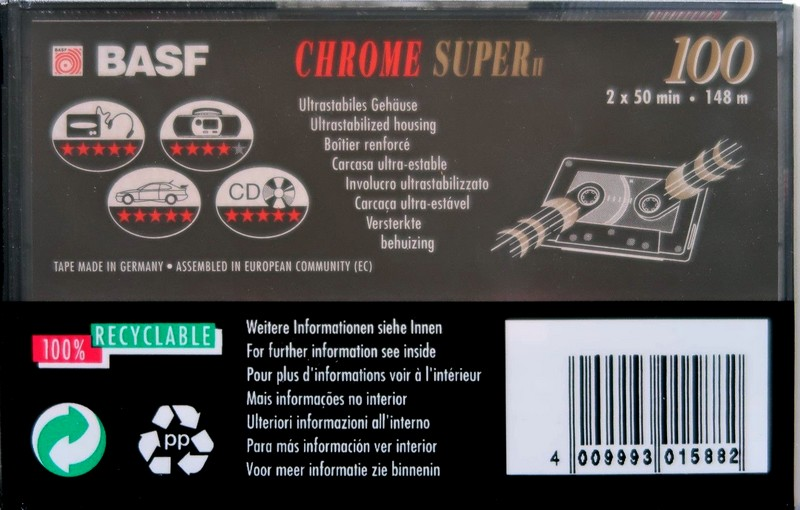 BASF
BASF
CHROME SUPER II
100
2 x 50 min • 148 m
Ultrastabiles Gehäuse
Ultrastabilized housing
Boîtier renforcé
Carcasa ultra-estable
Involucro ultrastabilizzato
Carcaça ultra-estável
Versterkte
behuizing
CD
TAPE MADE IN GERMANY • ASSEMBLED IN EUROPEAN COMMUNITY (EC)
100% RECYCLABLE
pp
Weitere Informationen siehe Innen
For further information see inside
Pour plus d'informations voir à l'intérieur
Mais informações no interior
Ulteriori informazioni all'interno
Para más información ver interior
Voor meer informatie zie binnenin
4 009993 015882